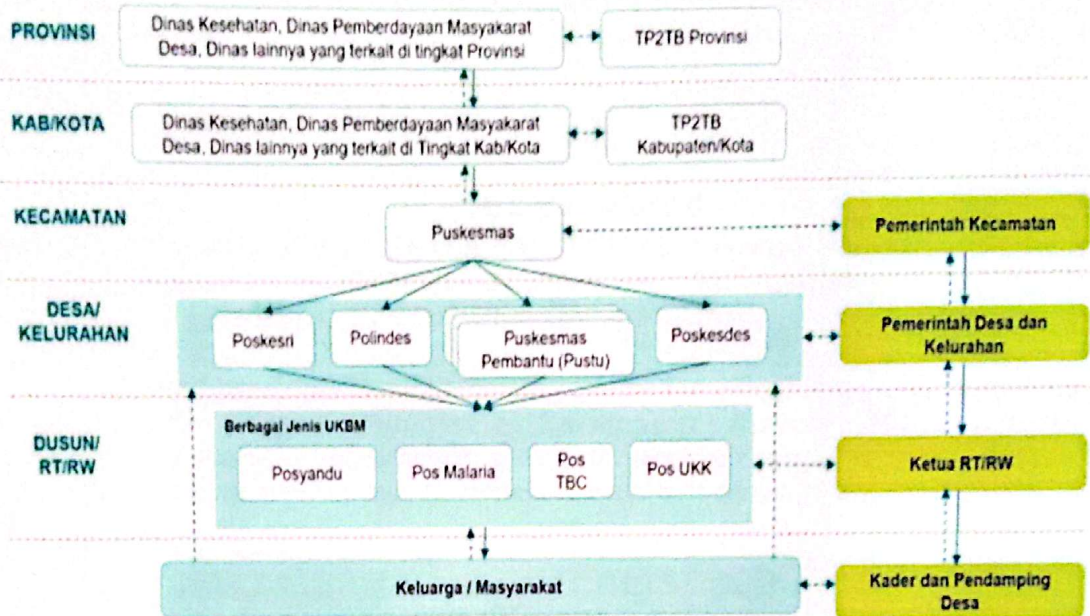 PROVINSI
Dinas Kesehatan, Dinas Pemberdayaan Masyakarat
Desa, Dinas lainnya yang terkait di tingkat Provinsi
TP2TB Provinsi
KAB/KOTA
Dinas Kesehatan, Dinas Pemberdayaan Masyakarat
Desa, Dinas lainnya yang terkait di Tingkat Kab/Kota
TP2TB
Kabupaten/Kota
KECAMATAN
Puskesmas
Pemerintah Kecamatan
DESA/
KELURAHAN
Poskesri
Polindes
Puskesmas
Pembantu (Pustu)
Poskesdes
Pemerintah Desa dan
Kelurahan
DUSUN/
RT/RW
Berbagai Jenis UKBM
Posyandu
Pos Malaria
Pos
TBC
Pos UKK
Ketua RT/RW
Keluarga / Masyarakat
Kader dan Pendamping
Desa